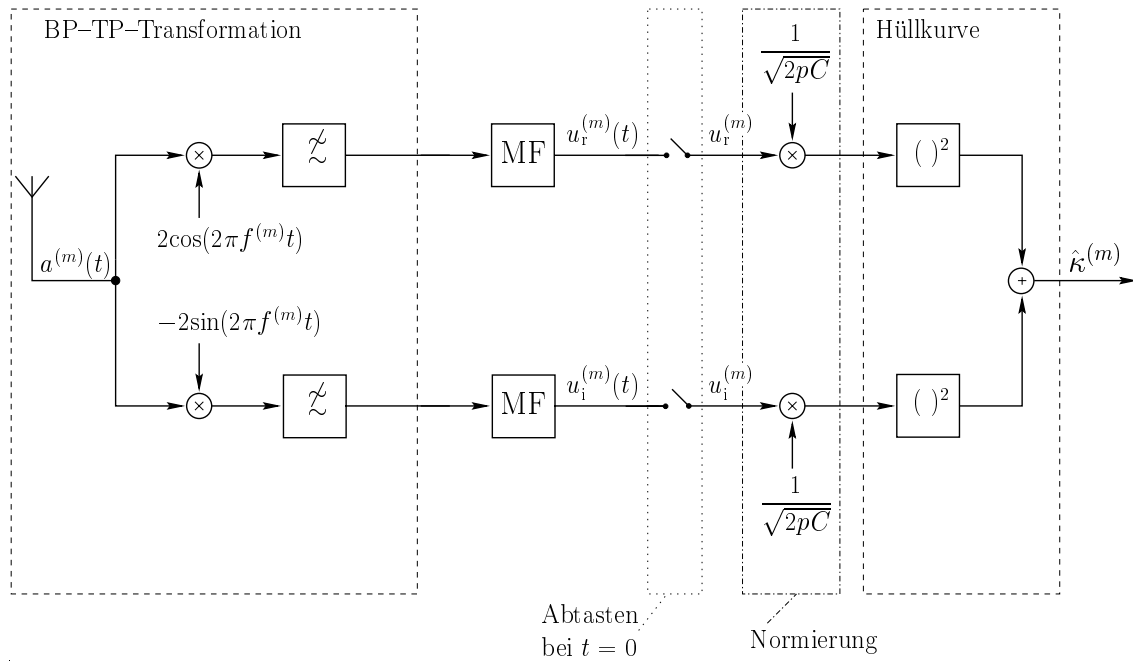 BP–TP–Transformation
Hüllkurve
1
√2pC
u_r^(m)(t)
u_r^(m)
MF
( )²
×
×
2cos(2πf^(m)t)
a^(m)(t)
κ̂^(m)
+
−2sin(2πf^(m)t)
u_i^(m)(t)
u_i^(m)
MF
( )²
×
×
1
√2pC
Abtasten
bei t = 0
Normierung